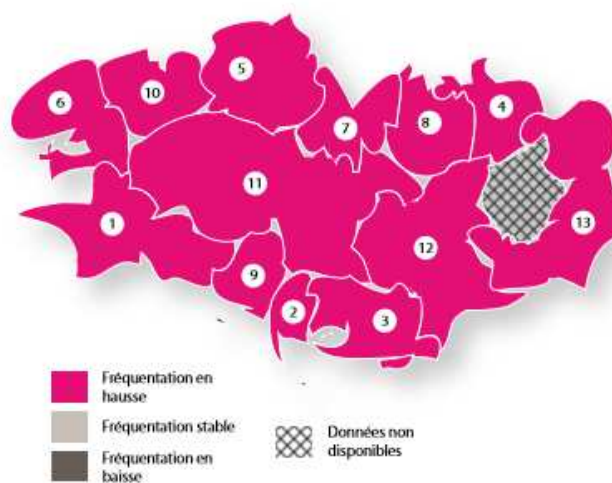 5
10
6
4
8
7
11
1
13
12
9
2
3
Fréquentation en
hausse
Fréquentation stable
Fréquentation en
baisse
Données non
disponibles